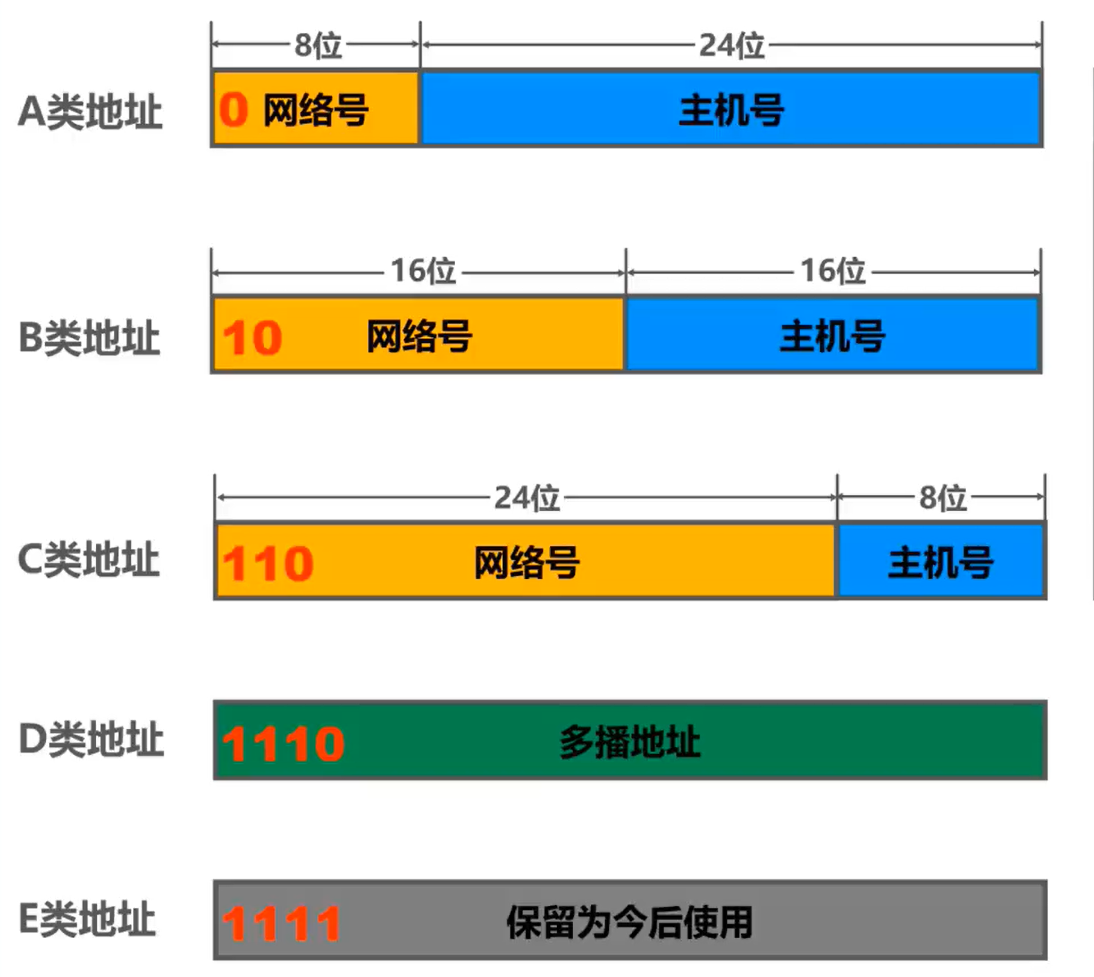 8位 24位
A类地址 0 网络号 主机号
16位 16位
B类地址 10 网络号 主机号
24位 8位
C类地址 110 网络号 主机号
D类地址 1110 多播地址
E类地址 1111 保留为今后使用